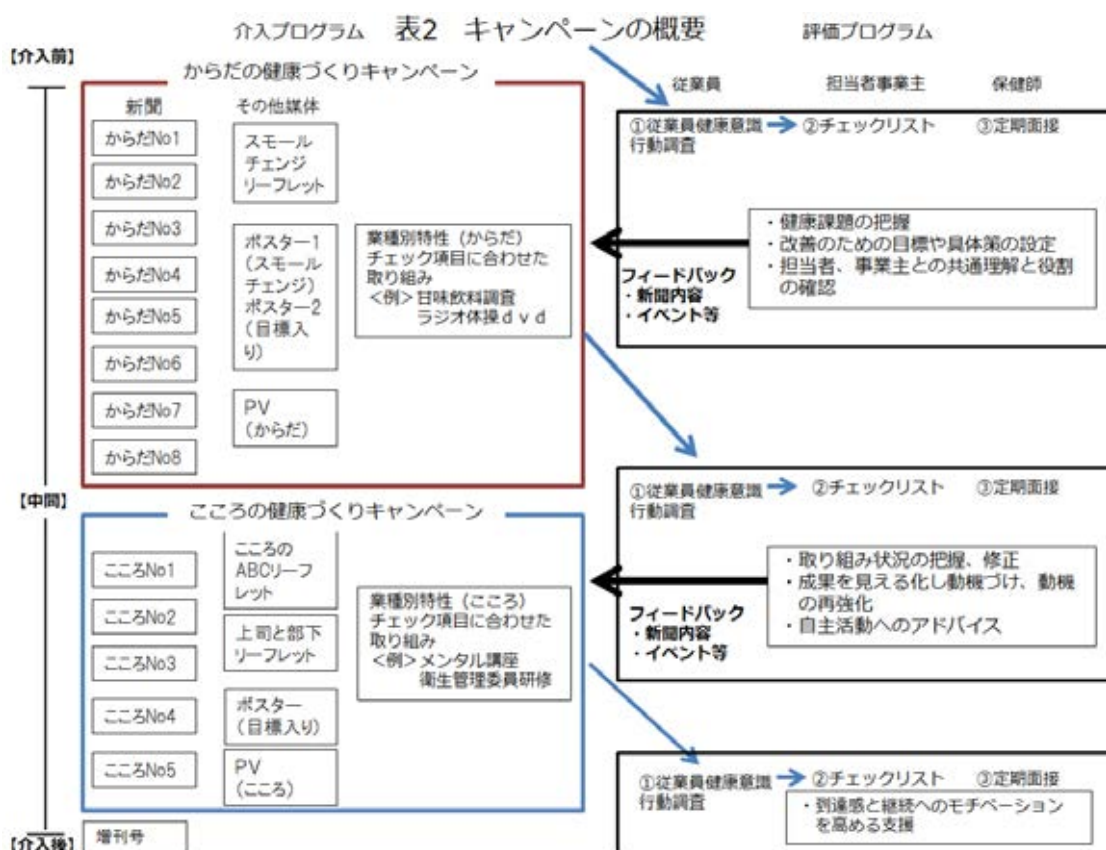 介入プログラム 表2 キャンペーンの概要 評価プログラム
【介入前】
からだの健康づくりキャンペーン
新聞
からだNo1
からだNo2
からだNo3
からだNo4
からだNo5
からだNo6
からだNo7
からだNo8
その他媒体
スモール
チェンジ
リーフレット
ポスター1
(スモール
チェンジ)
ポスター2
(目標入
り)
PV
(からだ)
業種別特性(からだ)
チェック項目に合わせた
取り組み
<例>甘味飲料調査
ラジオ体操dvd
従業員 担当者事業主 保健師
①従業員健康意識
行動調査
②チェックリスト
③定期面接
・健康課題の把握
・改善のための目標や具体策の設定
・担当者、事業主との共通理解と役割
の確認
フィードバック
・新聞内容
・イベント等
【中間】
こころの健康づくりキャンペーン
こころNo1
こころNo2
こころNo3
こころNo4
こころNo5
こころの
ABCリーフ
レット
上司と部下
リーフレット
ポスター
(目標入り)
PV
(こころ)
業種別特性(こころ)
チェック項目に合わせた
取り組み
<例>メンタル講座
衛生管理委員研修
①従業員健康意識
行動調査
②チェックリスト
③定期面接
・取り組み状況の把握、修正
・成果を見える化し動機づけ、動機
の再強化
・自主活動へのアドバイス
フィードバック
・新聞内容
・イベント等
【介入後】
増刊号
①従業員健康意識
行動調査
②チェックリスト
③定期面接
・到達感と継続へのモチベーション
を高める支援